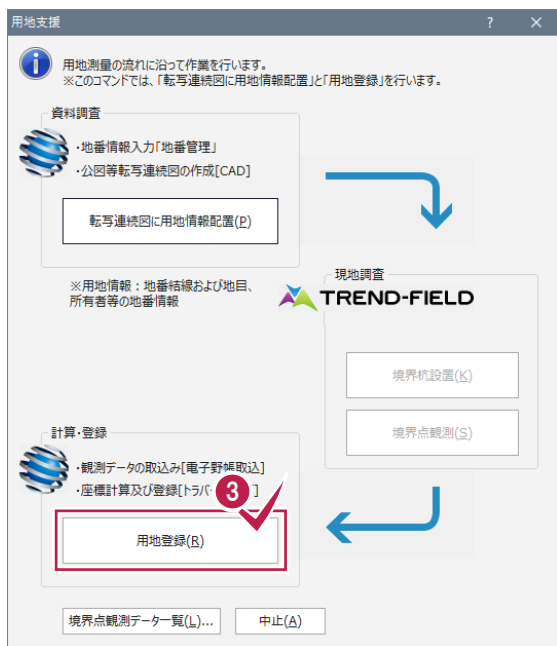 用地支援
?
×
用地測量の流れに沿って作業を行います。
※このコマンドでは、「転写連続図に用地情報配置」と「用地登録」を行います。
資料調査
・地番情報入力「地番管理」
・公図等転写連続図の作成[CAD]
転写連続図に用地情報配置(P)
※用地情報：地番結線および地目、
所有者等の地番情報
現地調査
TREND-FIELD
境界杭設置(K)
境界点観測(S)
計算・登録
・観測データの取込み[電子野帳取込]
・座標計算及び登録[トラバー
]
3
用地登録(R)
境界点観測データ一覧(L)...
中止(A)